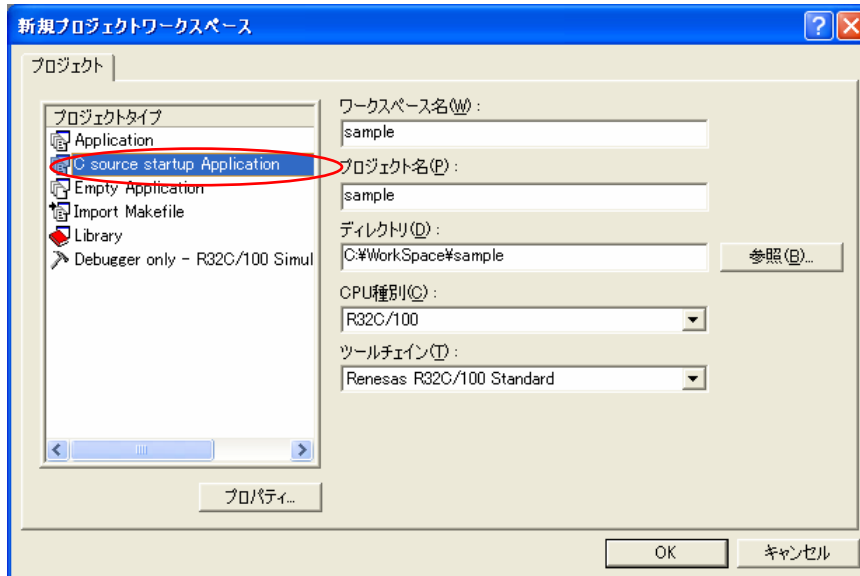 新規プロジェクトワークスペース
プロジェクト
プロジェクトタイプ
Application
C source startup Application
Empty Application
Import Makefile
Library
Debugger only - R32C/100 Simul
プロパティ...
ワークスペース名(W) :
sample
プロジェクト名(P) :
sample
ディレクトリ(D) :
C:¥WorkSpace¥sample
参照(B)...
CPU種別(C) :
R32C/100
ツールチェイン(T) :
Renesas R32C/100 Standard
OK
キャンセル